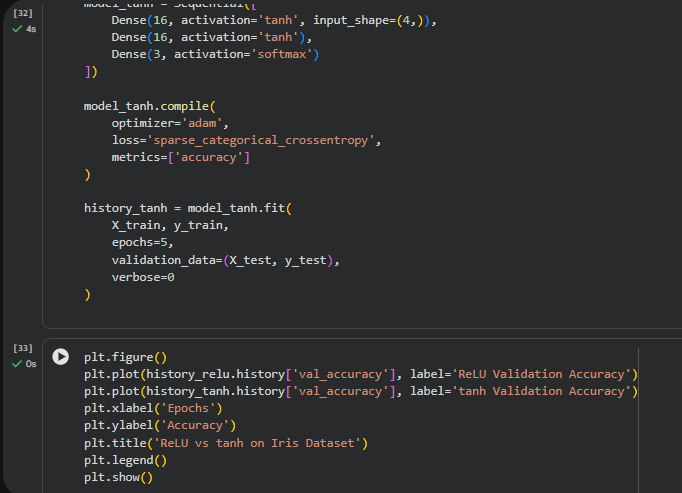 model_tanh = Sequential([
[32]
    Dense(16, activation='tanh', input_shape=(4,)),
4s
    Dense(16, activation='tanh'),
    Dense(3, activation='softmax')
])

model_tanh.compile(
    optimizer='adam',
    loss='sparse_categorical_crossentropy',
    metrics=['accuracy']
)

history_tanh = model_tanh.fit(
    X_train, y_train,
    epochs=5,
    validation_data=(X_test, y_test),
    verbose=0
)

[33]
plt.figure()
0s
plt.plot(history_relu.history['val_accuracy'], label='ReLU Validation Accuracy')
plt.plot(history_tanh.history['val_accuracy'], label='tanh Validation Accuracy')
plt.xlabel('Epochs')
plt.ylabel('Accuracy')
plt.title('ReLU vs tanh on Iris Dataset')
plt.legend()
plt.show()